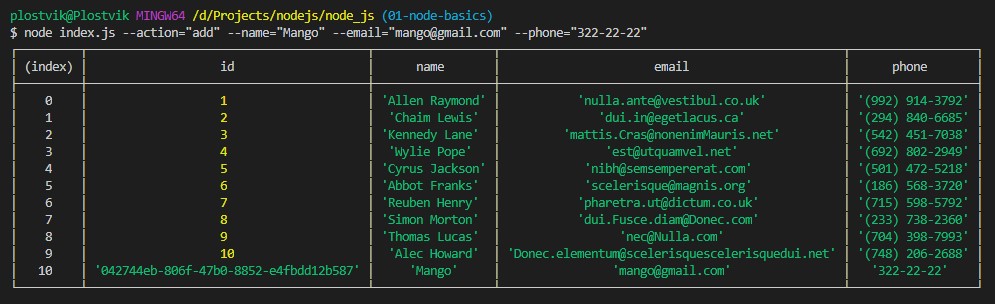 plostvik@Plostvik MINGW64 /d/Projects/nodejs/node_js (01-node-basics)
$ node index.js --action="add" --name="Mango" --email="mango@gmail.com" --phone="322-22-22"
(index) id name email phone
0 1 'Allen Raymond' 'nulla.ante@vestibul.co.uk' '(992) 914-3792'
1 2 'Chaim Lewis' 'dui.in@egetlacus.ca' '(294) 840-6685'
2 3 'Kennedy Lane' 'mattis.Cras@nonenimMauris.net' '(542) 451-7038'
3 4 'Wylie Pope' 'est@utquamvel.net' '(692) 802-2949'
4 5 'Cyrus Jackson' 'nibh@semsempererat.com' '(501) 472-5218'
5 6 'Abbot Franks' 'scelerisque@magnis.org' '(186) 568-3720'
6 7 'Reuben Henry' 'pharetra.ut@dictum.co.uk' '(715) 598-5792'
7 8 'Simon Morton' 'dui.Fusce.diam@Donec.com' '(233) 738-2360'
8 9 'Thomas Lucas' 'nec@Nulla.com' '(704) 398-7993'
9 10 'Alec Howard' 'Donec.elementum@scelerisquescelerisquedui.net' '(748) 206-2688'
10 '042744eb-806f-47b0-8852-e4fbdd12b587' 'Mango' 'mango@gmail.com' '322-22-22'